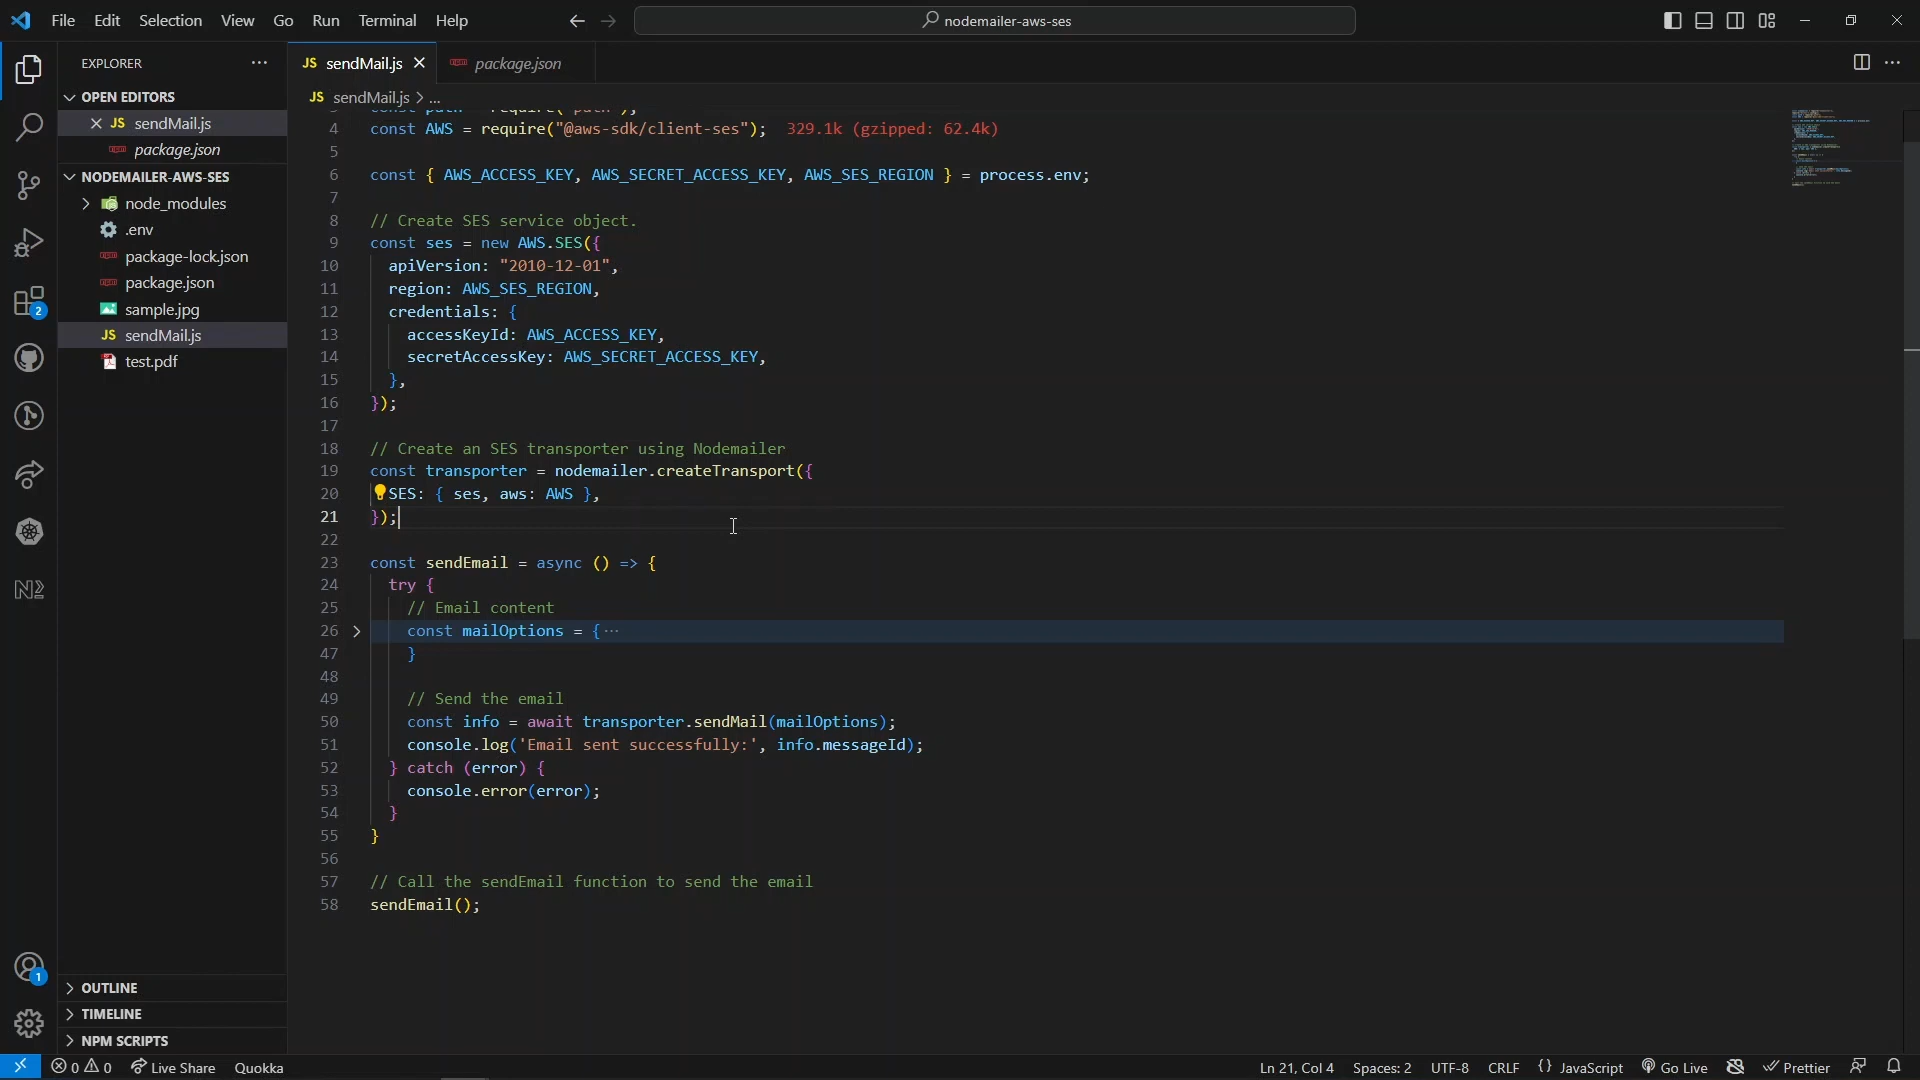 File Edit Selection View Go Run Terminal Help
nodemailer-aws-ses
EXPLORER
OPEN EDITORS
JS sendMail.js
package.json
NODEMAILER-AWS-SES
node_modules
.env
package-lock.json
package.json
sample.jpg
JS sendMail.js
test.pdf
OUTLINE
TIMELINE
NPM SCRIPTS
2
1
JS sendMail.js package.json
JS sendMail.js > ...
4 const AWS = require("@aws-sdk/client-ses"); 329.1k (gzipped: 62.4k)
5
6 const { AWS_ACCESS_KEY, AWS_SECRET_ACCESS_KEY, AWS_SES_REGION } = process.env;
7
8 // Create SES service object.
9 const ses = new AWS.SES({
10 apiVersion: "2010-12-01",
11 region: AWS_SES_REGION,
12 credentials: {
13 accessKeyId: AWS_ACCESS_KEY,
14 secretAccessKey: AWS_SECRET_ACCESS_KEY,
15 },
16 });
17
18 // Create an SES transporter using Nodemailer
19 const transporter = nodemailer.createTransport({
20 SES: { ses, aws: AWS },
21 });
22
23 const sendEmail = async () => {
24 try {
25 // Email content
26 const mailOptions = { ...
47 }
48
49 // Send the email
50 const info = await transporter.sendMail(mailOptions);
51 console.log('Email sent successfully:', info.messageId);
52 } catch (error) {
53 console.error(error);
54 }
55 }
56
57 // Call the sendEmail function to send the email
58 sendEmail();
0 0 Live Share Quokka Ln 21, Col 4 Spaces: 2 UTF-8 CRLF {} JavaScript Go Live Prettier